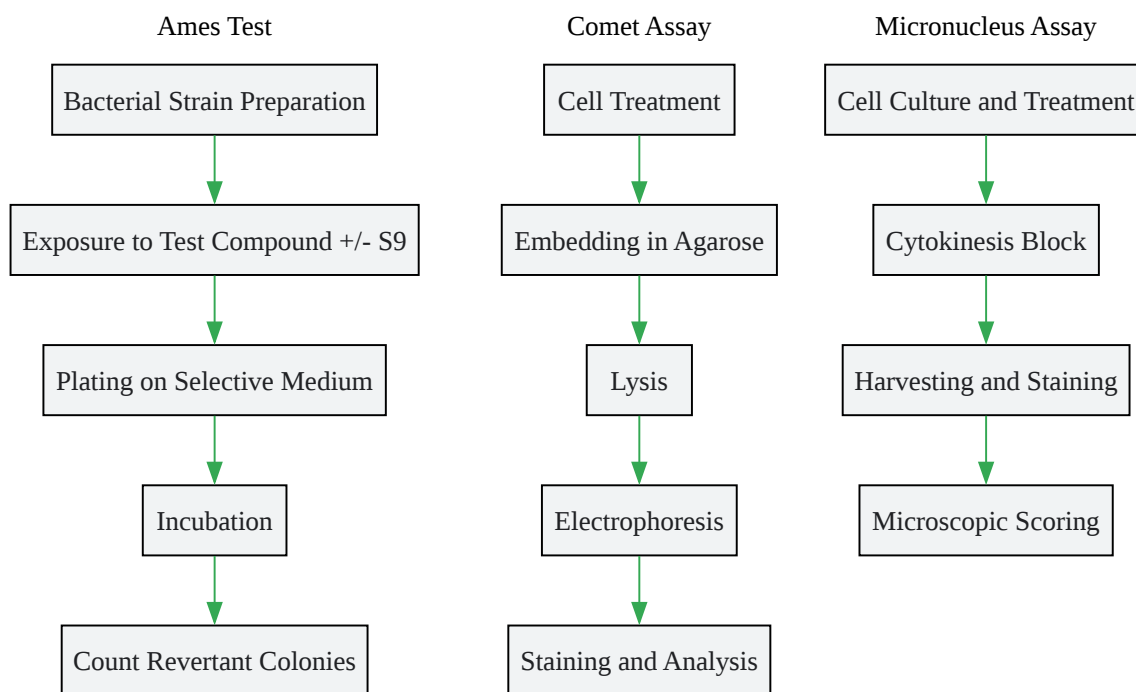 Ames Test
Bacterial Strain Preparation
Exposure to Test Compound +/- S9
Plating on Selective Medium
Incubation
Count Revertant Colonies
Comet Assay
Cell Treatment
Embedding in Agarose
Lysis
Electrophoresis
Staining and Analysis
Micronucleus Assay
Cell Culture and Treatment
Cytokinesis Block
Harvesting and Staining
Microscopic Scoring